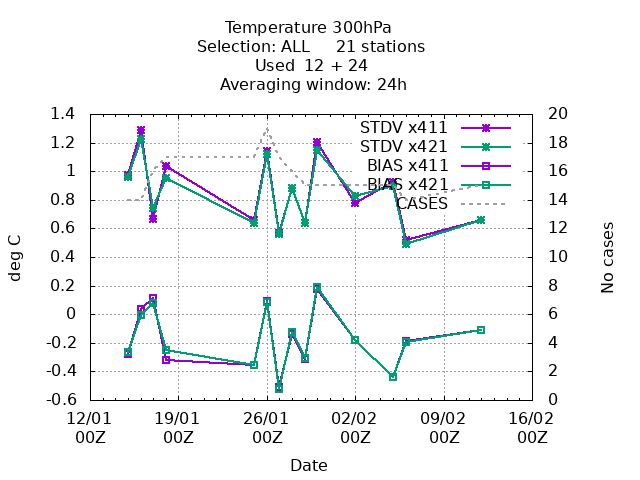 Temperature 300hPa
Selection: ALL 21 stations
Used 12 + 24
Averaging window: 24h
1.4
1.2
1
0.8
0.6
0.4
0.2
0
-0.2
-0.4
-0.6
deg C
20
18
16
14
12
10
8
6
4
2
0
No cases
STDV x411
STDV x421
BIAS x411
BIAS x421
CASES
12/01 19/01 26/01 02/02 09/02 16/02
00Z 00Z 00Z 00Z 00Z 00Z
Date